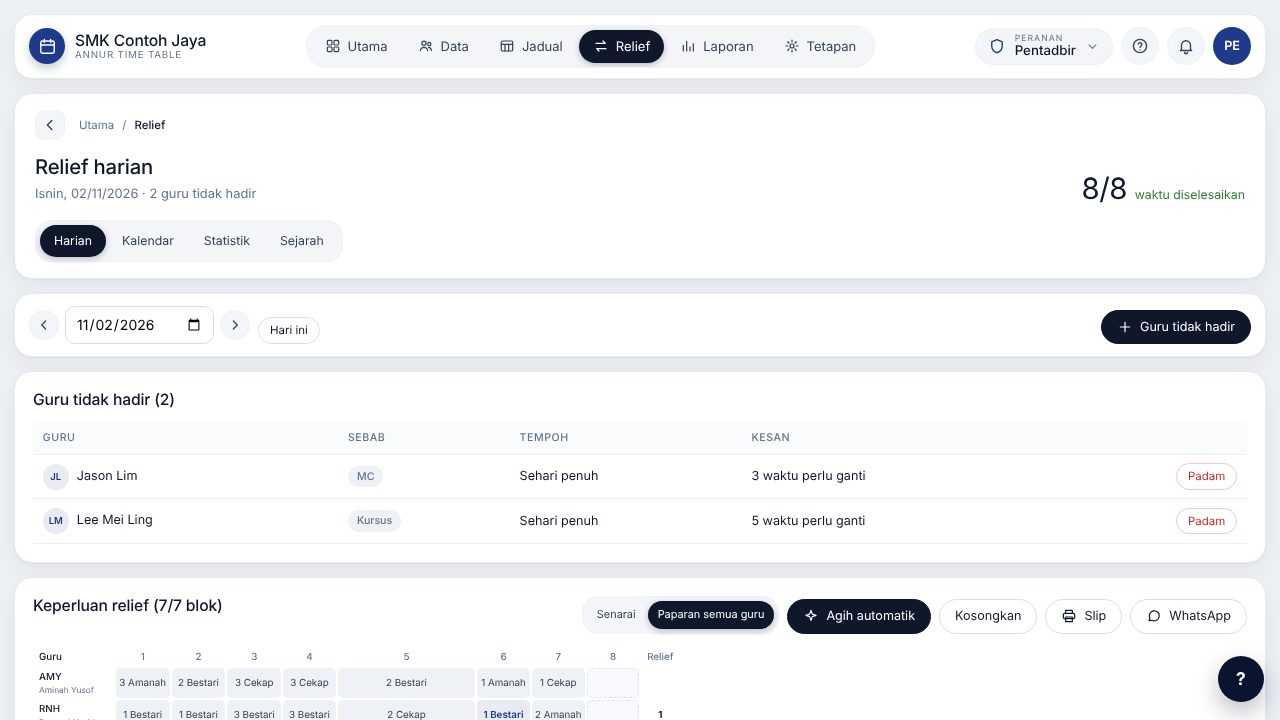 SMK Contoh Jaya
ANNUR TIME TABLE
Utama
Data
Jadual
Relief
Laporan
Tetapan
PERANAN
Pentadbir
PE
Utama / Relief
Relief harian
Isnin, 02/11/2026 · 2 guru tidak hadir
8/8 waktu diselesaikan
Harian Kalendar Statistik Sejarah
11/02/2026
Hari ini
Guru tidak hadir
Guru tidak hadir (2)
GURU SEBAB TEMPOH KESAN
JL Jason Lim MC Sehari penuh 3 waktu perlu ganti Padam
LM Lee Mei Ling Kursus Sehari penuh 5 waktu perlu ganti Padam
Keperluan relief (7/7 blok)
Senarai Paparan semua guru Agih automatik Kosongkan Slip WhatsApp
Guru 1 2 3 4 5 6 7 8 Relief
AMY 3 Amanah 2 Bestari 3 Cekap 3 Cekap 2 Bestari 1 Amanah 1 Cekap
Aminah Yusof
RNH 1 Bestari 1 Bestari 3 Bestari 3 Bestari 2 Cekap 1 Bestari 2 Amanah 1
?